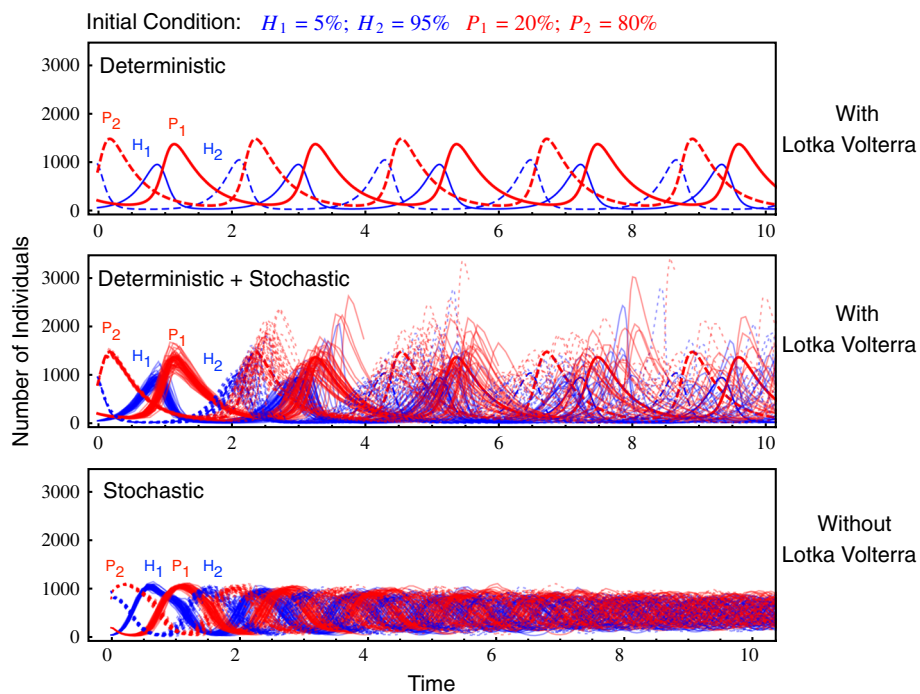 Initial Condition: H1 = 5%; H2 = 95% P1 = 20%; P2 = 80%
3000
2000
1000
0
Deterministic
P2
H1
P1
H2
0 2 4 6 8 10
With
Lotka Volterra
Number of Individuals
3000
2000
1000
0
Deterministic + Stochastic
P2
H1
P1
H2
0 2 4 6 8 10
With
Lotka Volterra
3000
2000
1000
0
Stochastic
P2
H1
P1
H2
0 2 4 6 8 10
Without
Lotka Volterra
Time